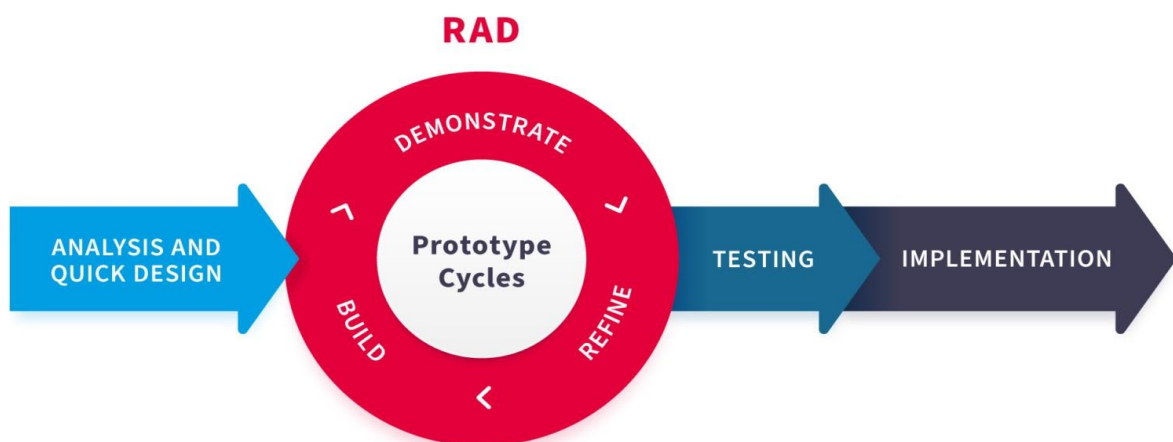 RAD
ANALYSIS AND
QUICK DESIGN
DEMONSTRATE
REFINE
BUILD
Prototype
Cycles
TESTING
IMPLEMENTATION